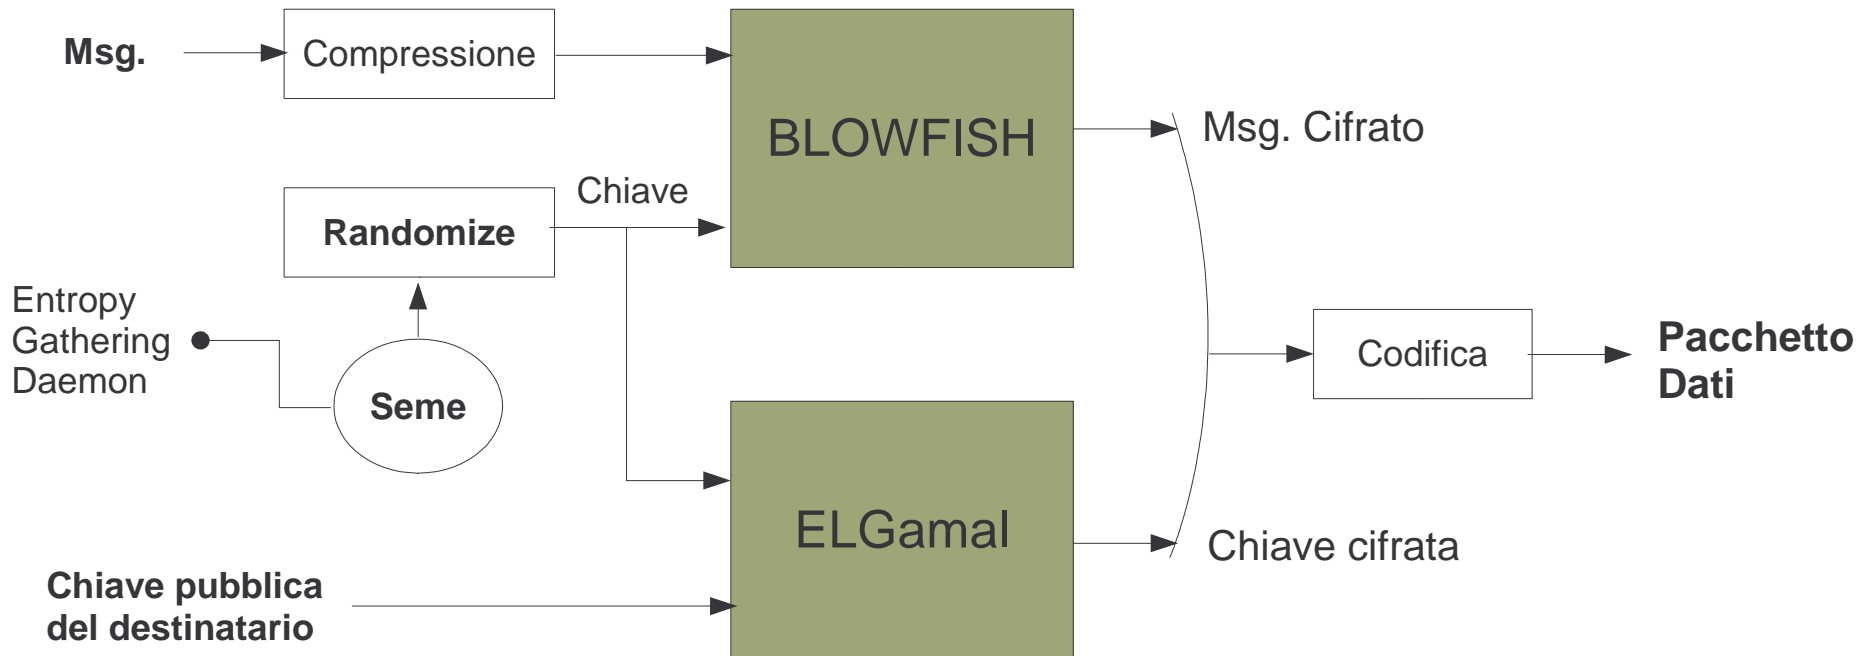 Msg.
Compressione
BLOWFISH
Msg. Cifrato
Chiave
Randomize
Entropy
Gathering
Daemon
Seme
Codifica
Pacchetto
Dati
ELGamal
Chiave cifrata
Chiave pubblica
del destinatario